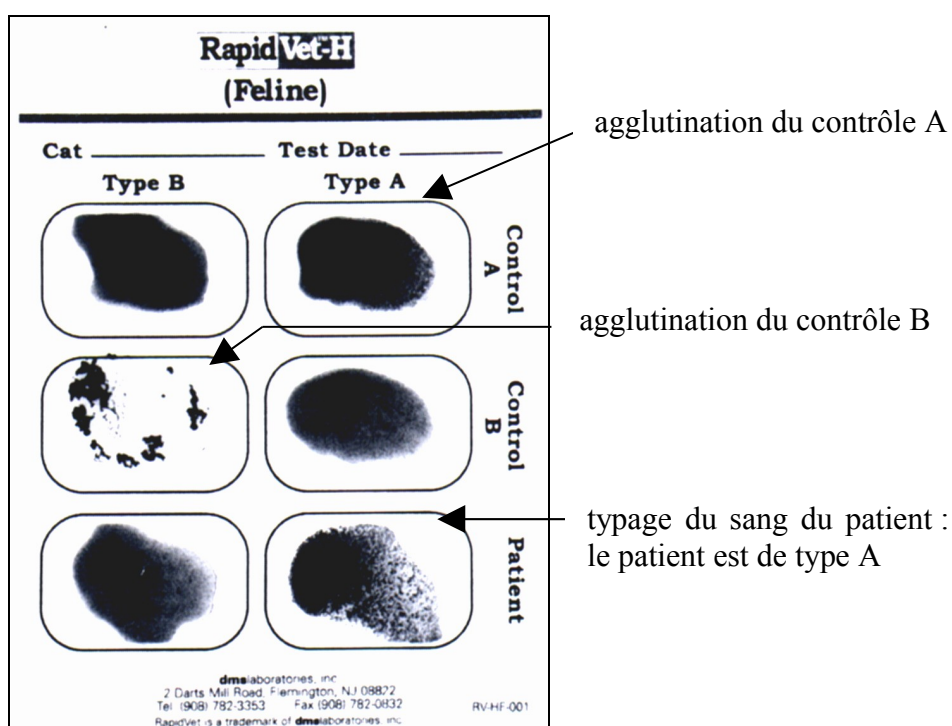 RapidVet™-H
(Feline)
Cat Test Date
Type B Type A
Control A
Control B
Patient
dmslaboratories, inc
2 Darts Mill Road, Flemington, NJ 08822
Tel (908) 782-3353 Fax (908) 782-0832
RV-HF-001
RapidVet is a trademark of dmslaboratories, inc.
agglutination du contrôle A
agglutination du contrôle B
typage du sang du patient :
le patient est de type A